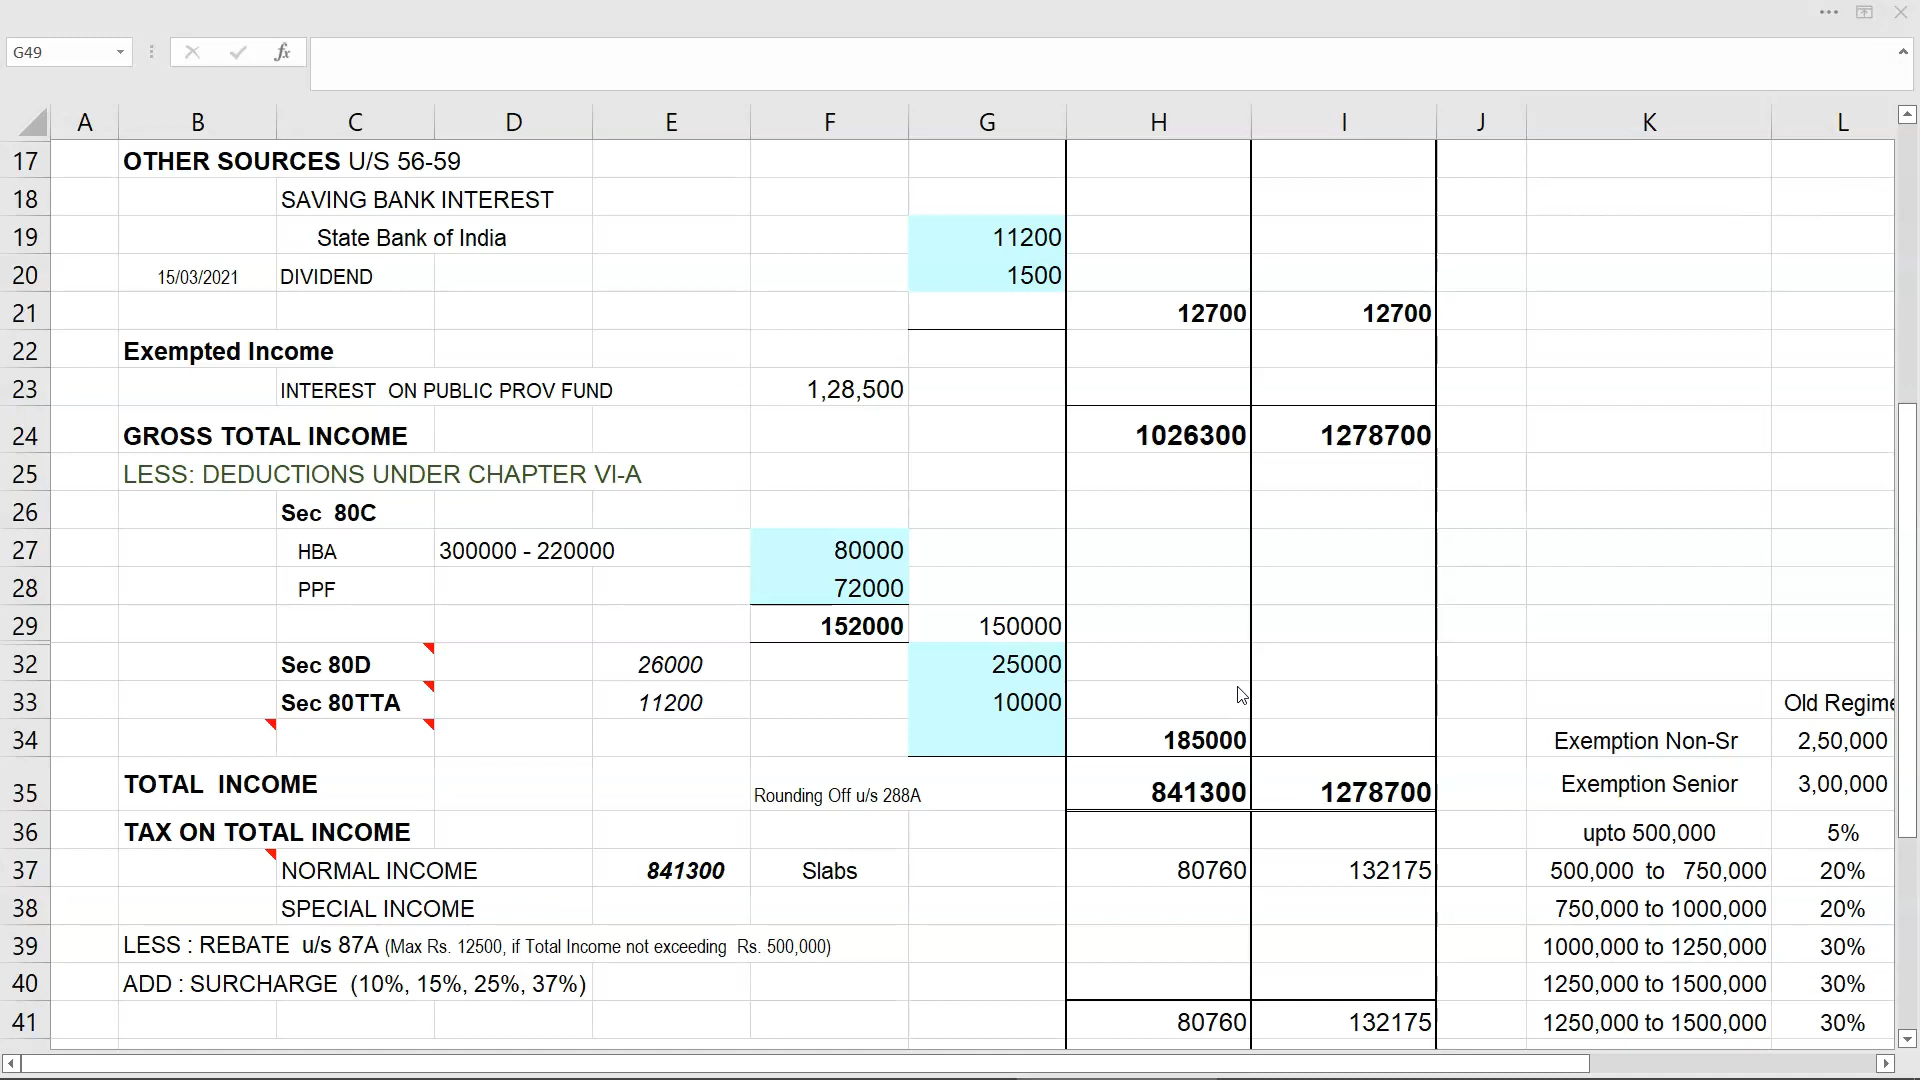 G49
fx
A B C D E F G H I J K L
17 OTHER SOURCES U/S 56-59
18 SAVING BANK INTEREST
19 State Bank of India 11200
20 15/03/2021 DIVIDEND 1500
21 12700 12700
22 Exempted Income
23 INTEREST ON PUBLIC PROV FUND 1,28,500
24 GROSS TOTAL INCOME 1026300 1278700
25 LESS: DEDUCTIONS UNDER CHAPTER VI-A
26 Sec 80C
27 HBA 300000 - 220000 80000
28 PPF 72000
29 152000 150000
32 Sec 80D 26000 25000
33 Sec 80TTA 11200 10000 Old Regime
34 185000 Exemption Non-Sr 2,50,000
35 TOTAL INCOME Rounding Off u/s 288A 841300 1278700 Exemption Senior 3,00,000
36 TAX ON TOTAL INCOME upto 500,000 5%
37 NORMAL INCOME 841300 Slabs 80760 132175 500,000 to 750,000 20%
38 SPECIAL INCOME 750,000 to 1000,000 20%
39 LESS : REBATE u/s 87A (Max Rs. 12500, if Total Income not exceeding Rs. 500,000) 1000,000 to 1250,000 30%
40 ADD : SURCHARGE (10%, 15%, 25%, 37%) 1250,000 to 1500,000 30%
41 80760 132175 1250,000 to 1500,000 30%